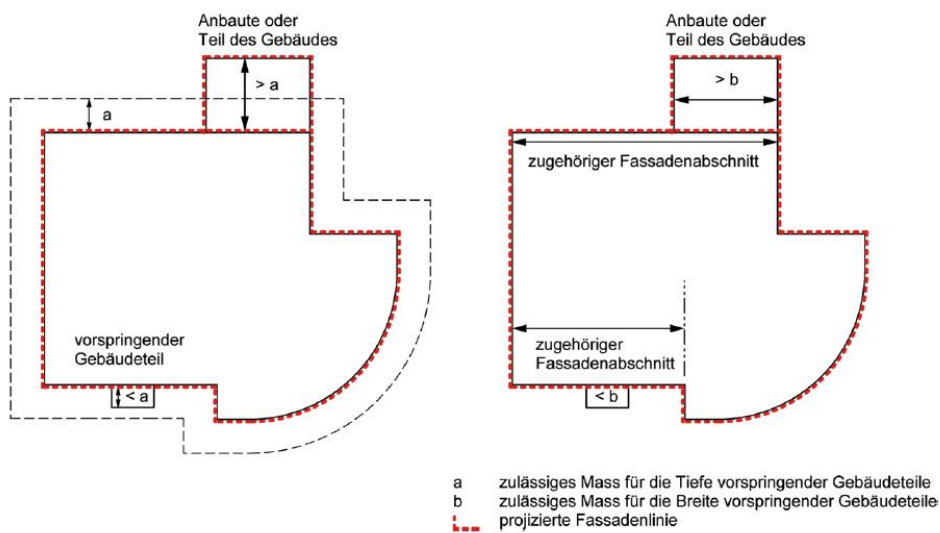 Anbaute oder
Teil des Gebäudes
> a
a
vorspringender
Gebäudeteil
< a
Anbaute oder
Teil des Gebäudes
> b
zugehöriger Fassadenabschnitt
zugehöriger
Fassadenabschnitt
< b
a zulässiges Mass für die Tiefe vorspringender Gebäudeteile
b zulässiges Mass für die Breite vorspringender Gebäudeteile
projizierte Fassadenlinie